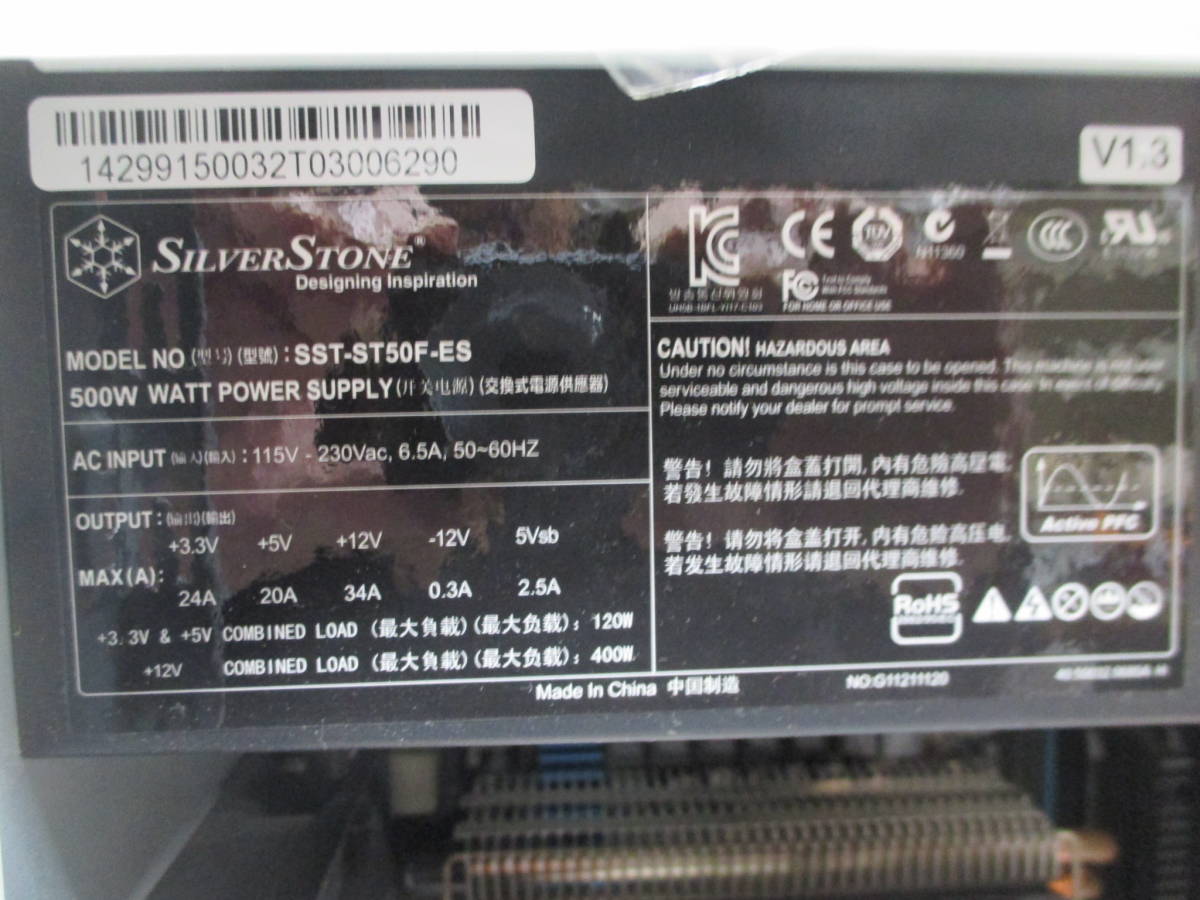 14299150032T03006290
V1.3
SILVERSTONE®
Designing Inspiration
MODEL NO (型号) (型號) : SST-ST50F-ES
500W WATT POWER SUPPLY (开关电源) (交換式電源供應器)
AC INPUT (输入) (輸入) : 115V - 230Vac, 6.5A, 50~60HZ
OUTPUT : (输出) (輸出)
+3.3V +5V +12V -12V 5Vsb
MAX(A):
24A 20A 34A 0.3A 2.5A
+3.3V & +5V COMBINED LOAD (最大負載) (最大负载): 120W
+12V COMBINED LOAD (最大負載) (最大负载): 400W
CE
TÜV
N11360
FC
FOR HOME OR OFFICE USE
CAUTION! HAZARDOUS AREA
Under no circumstance is this case to be opened. This machine is not user
serviceable and dangerous high voltage inside this case. In event of difficulty
Please notify your dealer for prompt service.
警告! 請勿將盒蓋打開, 內有危險高壓電,
若發生故障情形請退回代理商維修.
警告! 请勿将盒盖打开, 内有危险高压电,
若发生故障情形请退回代理商维修.
Active PFC
RoHS
Made In China 中国制造
NO:G11211120